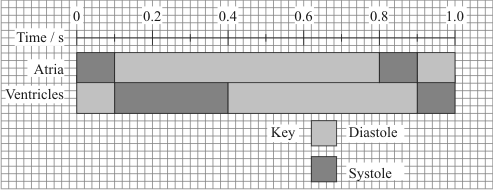 0 0.2 0.4 0.6 0.8 1.0
Time / s
Atria
Ventricles
Key Diastole
Systole